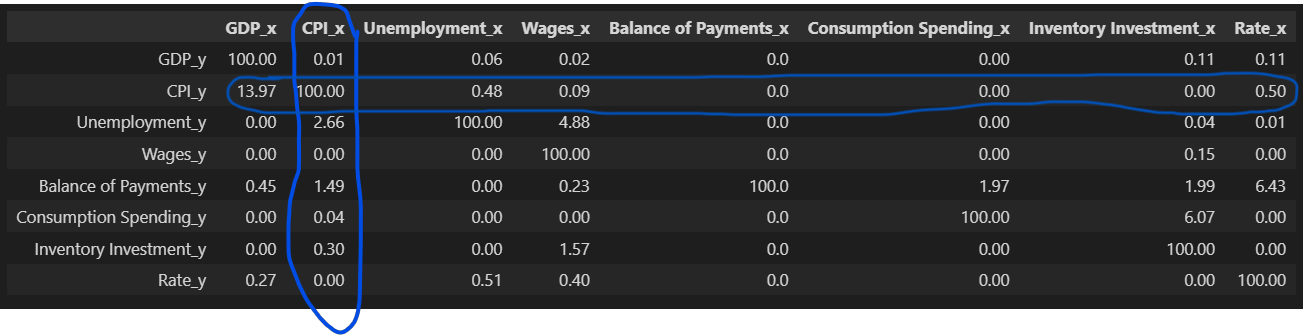 GDP_x CPI_x Unemployment_x Wages_x Balance of Payments_x Consumption Spending_x Inventory Investment_x Rate_x
GDP_y 100.00 0.01 0.06 0.02 0.0 0.00 0.11 0.11
CPI_y 13.97 100.00 0.48 0.09 0.0 0.00 0.00 0.50
Unemployment_y 0.00 2.66 100.00 4.88 0.0 0.00 0.04 0.01
Wages_y 0.00 0.00 0.00 100.00 0.0 0.00 0.15 0.00
Balance of Payments_y 0.45 1.49 0.00 0.23 100.0 1.97 1.99 6.43
Consumption Spending_y 0.00 0.04 0.00 0.00 0.0 100.00 6.07 0.00
Inventory Investment_y 0.00 0.30 0.00 1.57 0.0 0.00 100.00 0.00
Rate_y 0.27 0.00 0.51 0.40 0.0 0.00 0.00 100.00